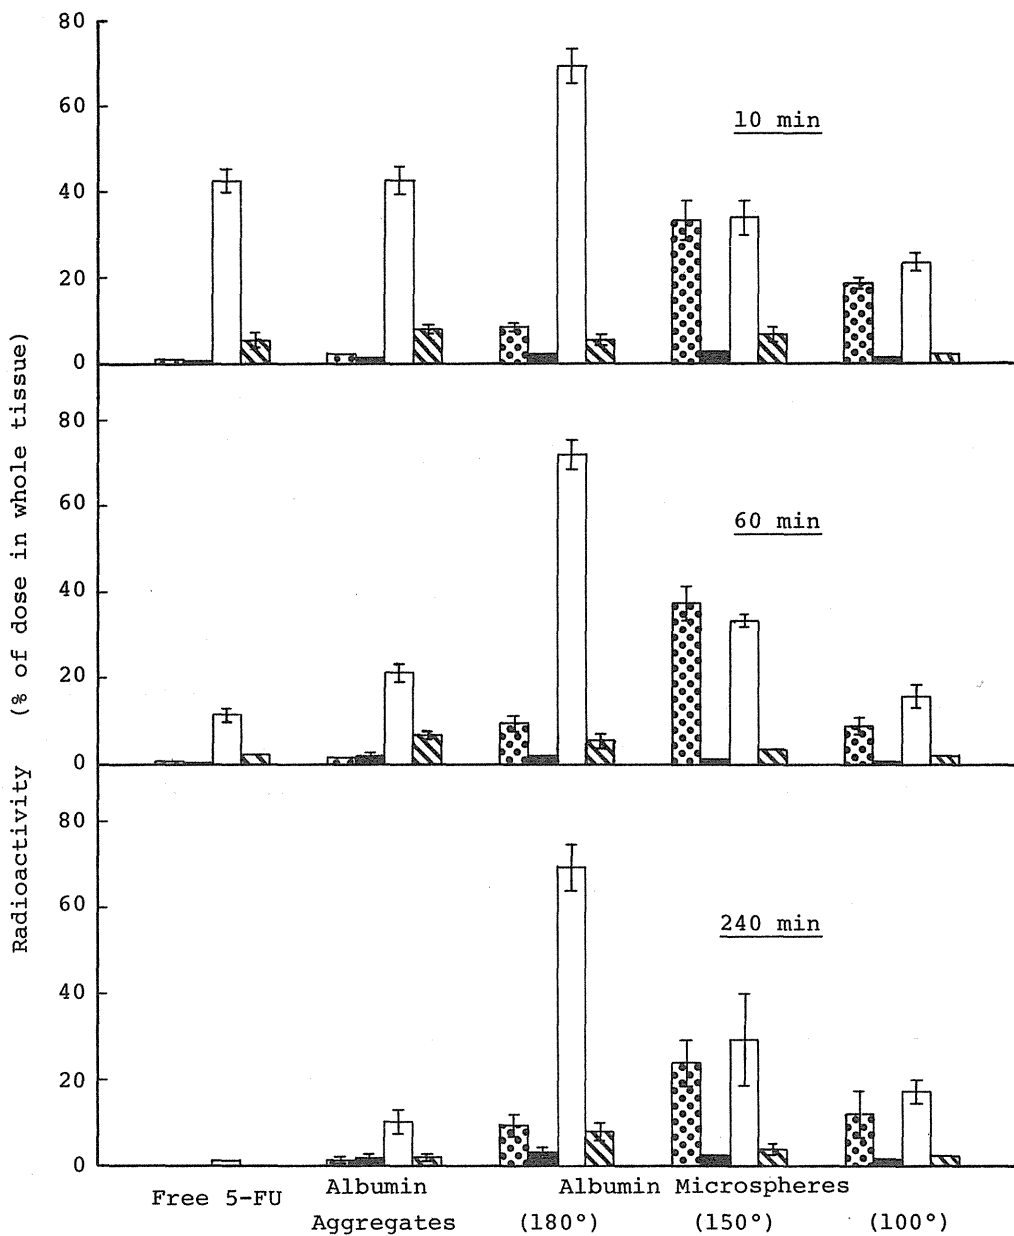 80
60
10 min
40
20
0
80
60
60 min
40
20
0
80
60
240 min
40
20
0
Radioactivity (% of dose in whole tissue)
Free 5-FU
Albumin
Aggregates
Albumin Microspheres
(180°)
(150°)
(100°)